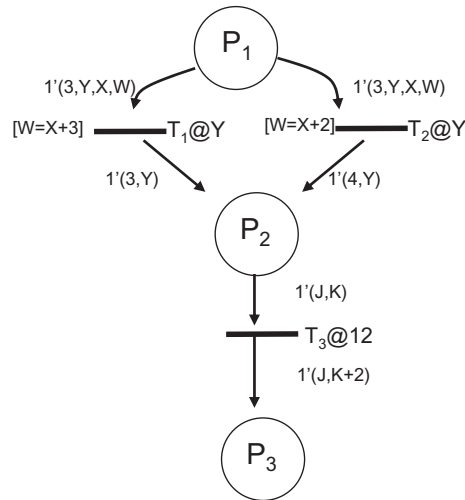 P₁
1'(3,Y,X,W) 1'(3,Y,X,W)
[W=X+3] T₁@Y [W=X+2] T₂@Y
1'(3,Y) 1'(4,Y)
P₂
1'(J,K)
T₃@12
1'(J,K+2)
P₃